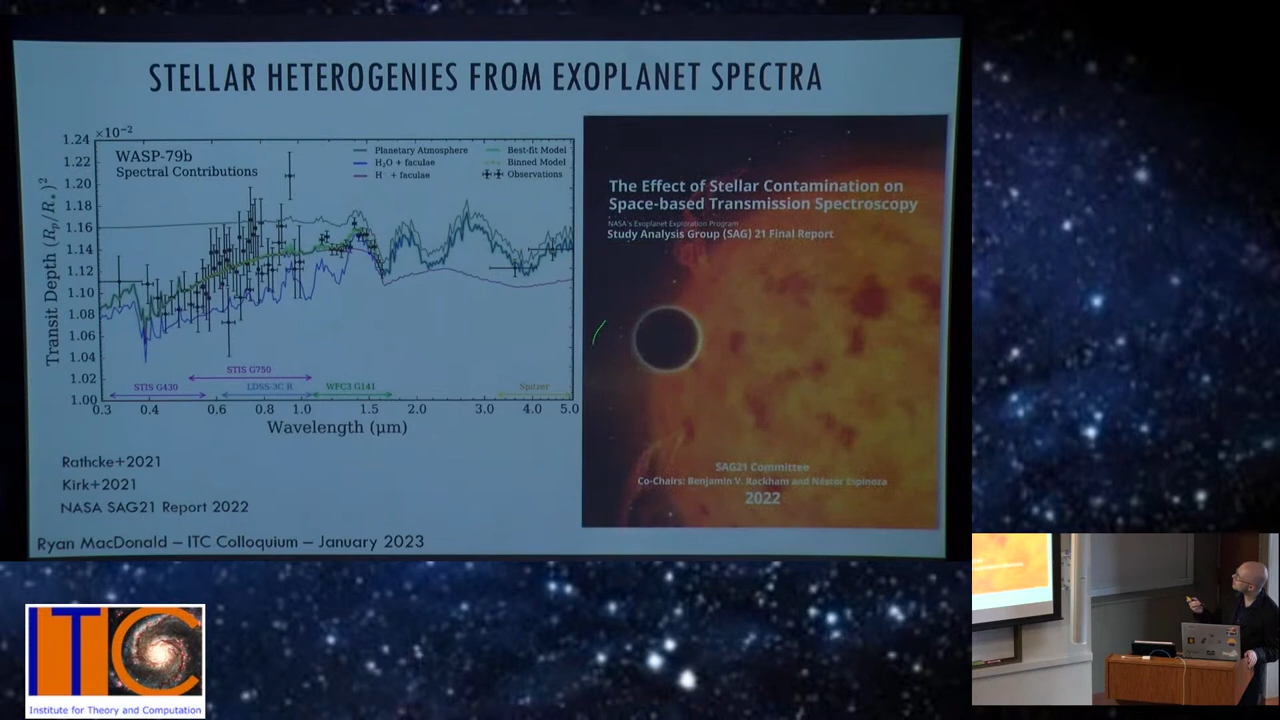 STELLAR HETEROGENIES FROM EXOPLANET SPECTRA
×10⁻²
WASP-79b
Spectral Contributions
Planetary Atmosphere
H₂O + faculae
H⁻ + faculae
Best-fit Model
Binned Model
Observations
Transit Depth (Rₚ/R⁎)²
1.24
1.22
1.20
1.18
1.16
1.14
1.12
1.10
1.08
1.06
1.04
1.02
1.00
STIS G750
STIS G430
LDSS-3C R
WFC3 G141
Spitzer
0.3 0.4 0.6 0.8 1.0 1.5 2.0 3.0 4.0 5.0
Wavelength (μm)
Rathcke+2021
Kirk+2021
NASA SAG21 Report 2022
Ryan MacDonald – ITC Colloquium – January 2023
The Effect of Stellar Contamination on
Space-based Transmission Spectroscopy
NASA's Exoplanet Exploration Program
Study Analysis Group (SAG) 21 Final Report
SAG21 Committee
Co-Chairs: Benjamin V. Rackham and Néstor Espinoza
2022
ITC
Institute for Theory and Computation